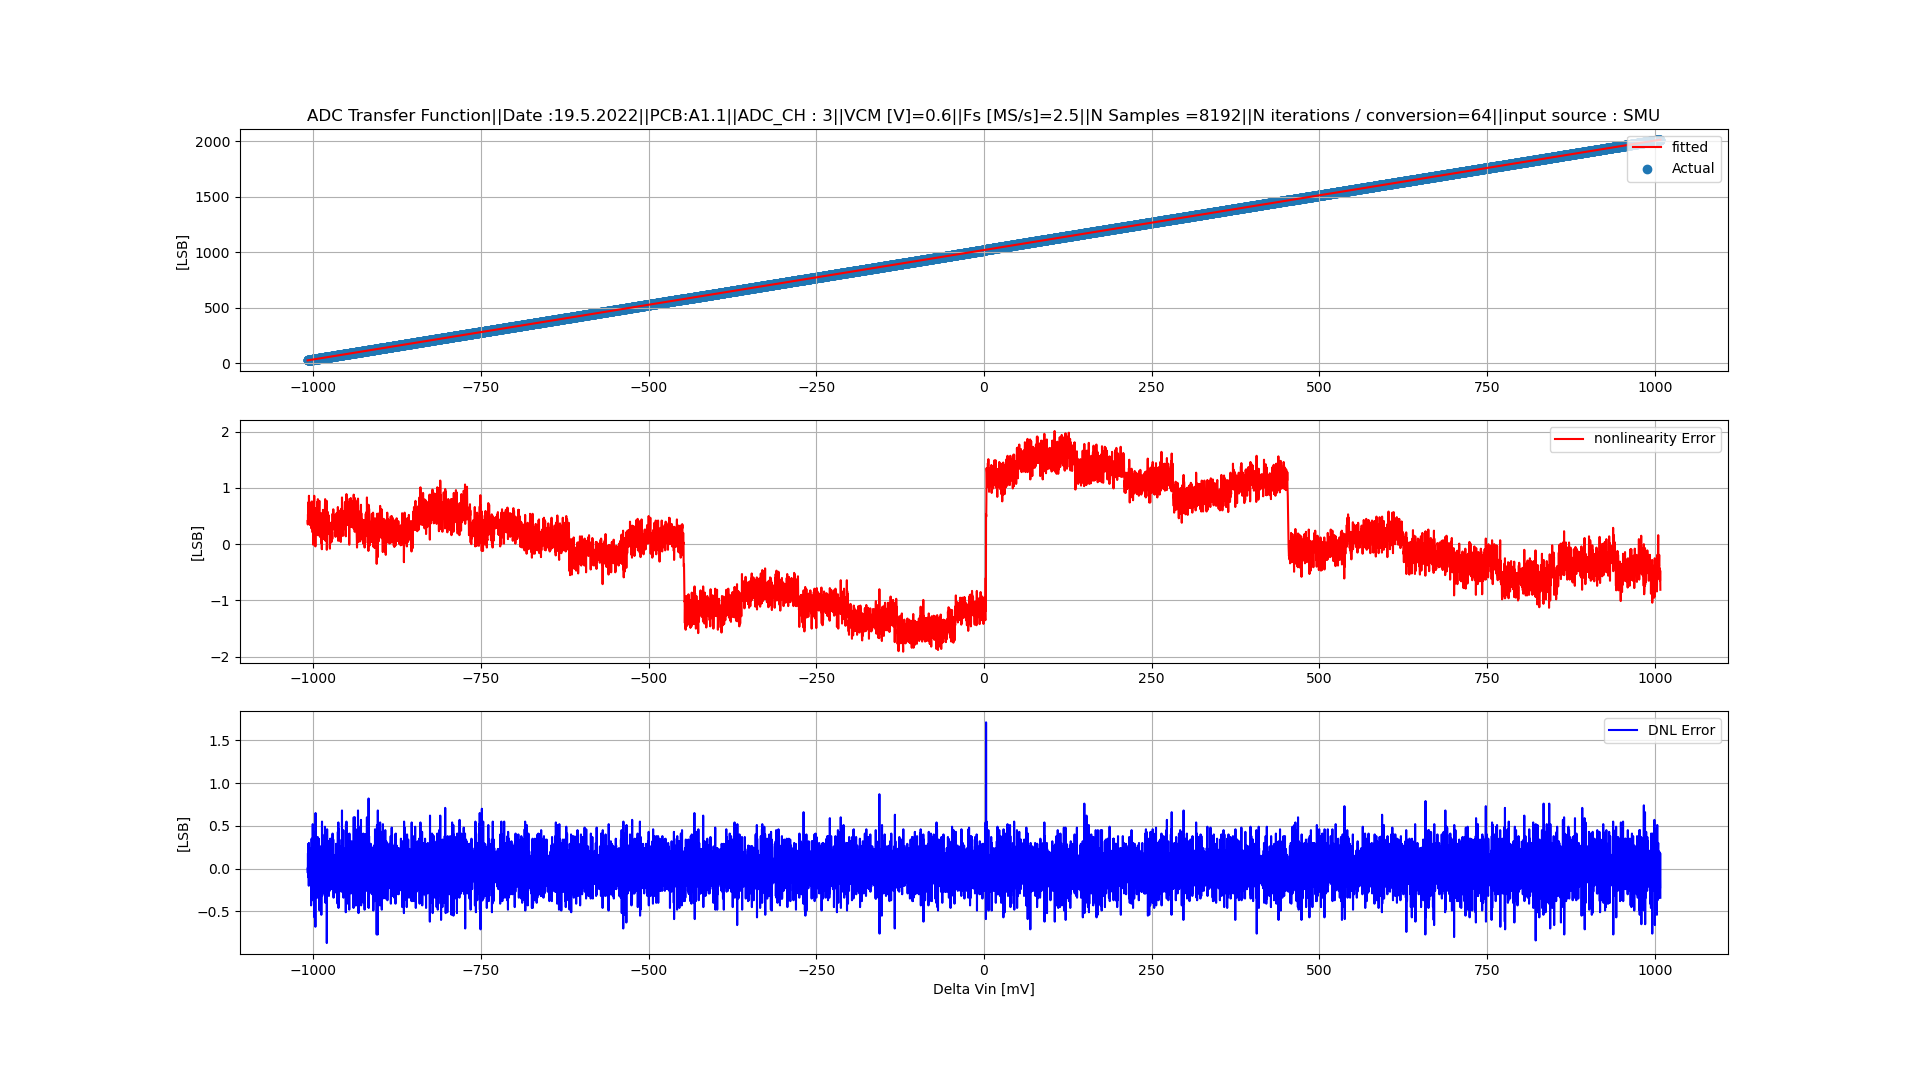 ADC Transfer Function||Date :19.5.2022||PCB:A1.1||ADC_CH : 3||VCM [V]=0.6||Fs [MS/s]=2.5||N Samples =8192||N iterations / conversion=64||input source : SMU
[LSB]
2000
1500
1000
500
0
fitted
Actual
−1000 −750 −500 −250 0 250 500 750 1000
[LSB]
2
1
0
−1
−2
nonlinearity Error
−1000 −750 −500 −250 0 250 500 750 1000
[LSB]
1.5
1.0
0.5
0.0
−0.5
DNL Error
−1000 −750 −500 −250 0 250 500 750 1000
Delta Vin [mV]